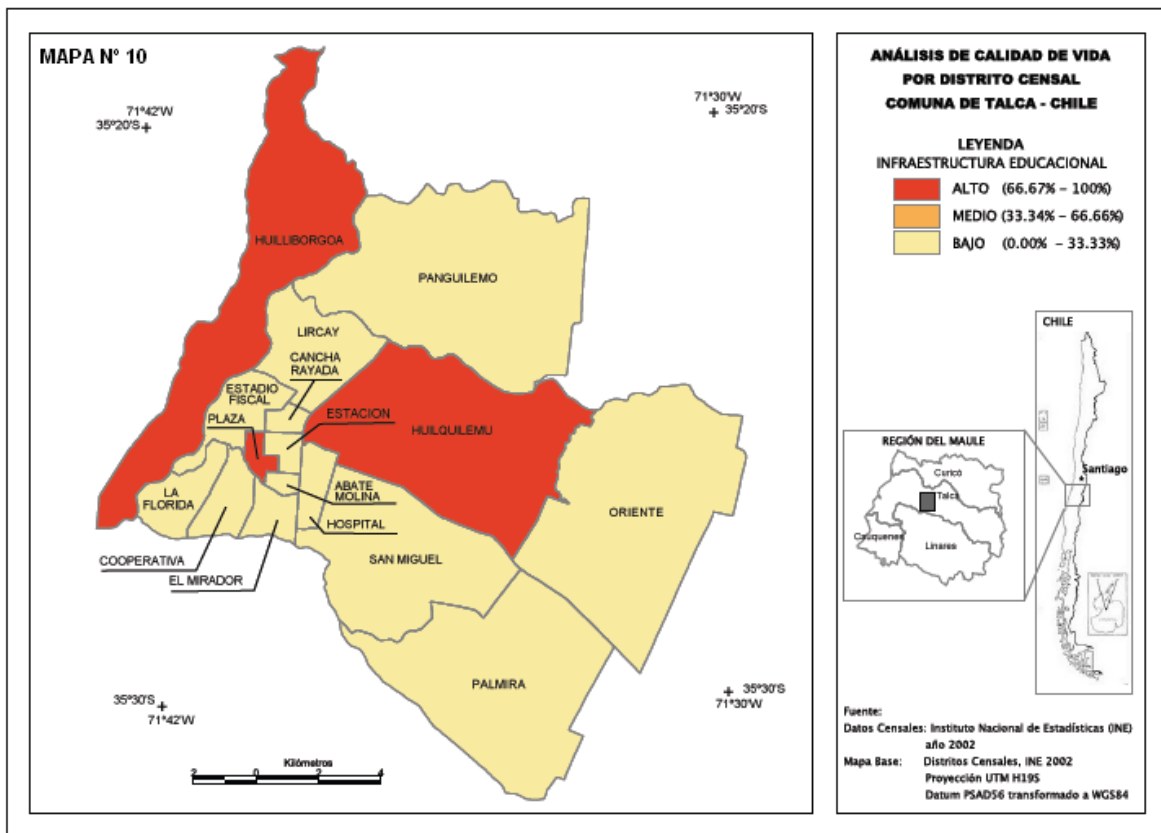 MAPA N° 10
71°42'W
35°20'S
71°30'W
35°20'S
HUILLIBORGOA
PANGUILEMO
LIRCAY
CANCHA
RAYADA
ESTADIO
FISCAL
PLAZA
ESTACION
HUILQUILEMU
LA
FLORIDA
ABATE
MOLINA
HOSPITAL
ORIENTE
COOPERATIVA
SAN MIGUEL
EL MIRADOR
PALMIRA
35°30'S
71°42'W
35°30'S
71°30'W
Kilómetros
2 0 2 4
ANÁLISIS DE CALIDAD DE VIDA
POR DISTRITO CENSAL
COMUNA DE TALCA - CHILE
LEYENDA
INFRAESTRUCTURA EDUCACIONAL
ALTO (66.67% - 100%)
MEDIO (33.34% - 66.66%)
BAJO (0.00% - 33.33%)
CHILE
Santiago
REGIÓN DEL MAULE
Curicó
Talca
Cauquenes
Linares
Fuente:
Datos Censales: Instituto Nacional de Estadísticas (INE)
año 2002
Mapa Base: Distritos Censales, INE 2002
Proyección UTM H19S
Datum PSAD56 transformado a WGS84